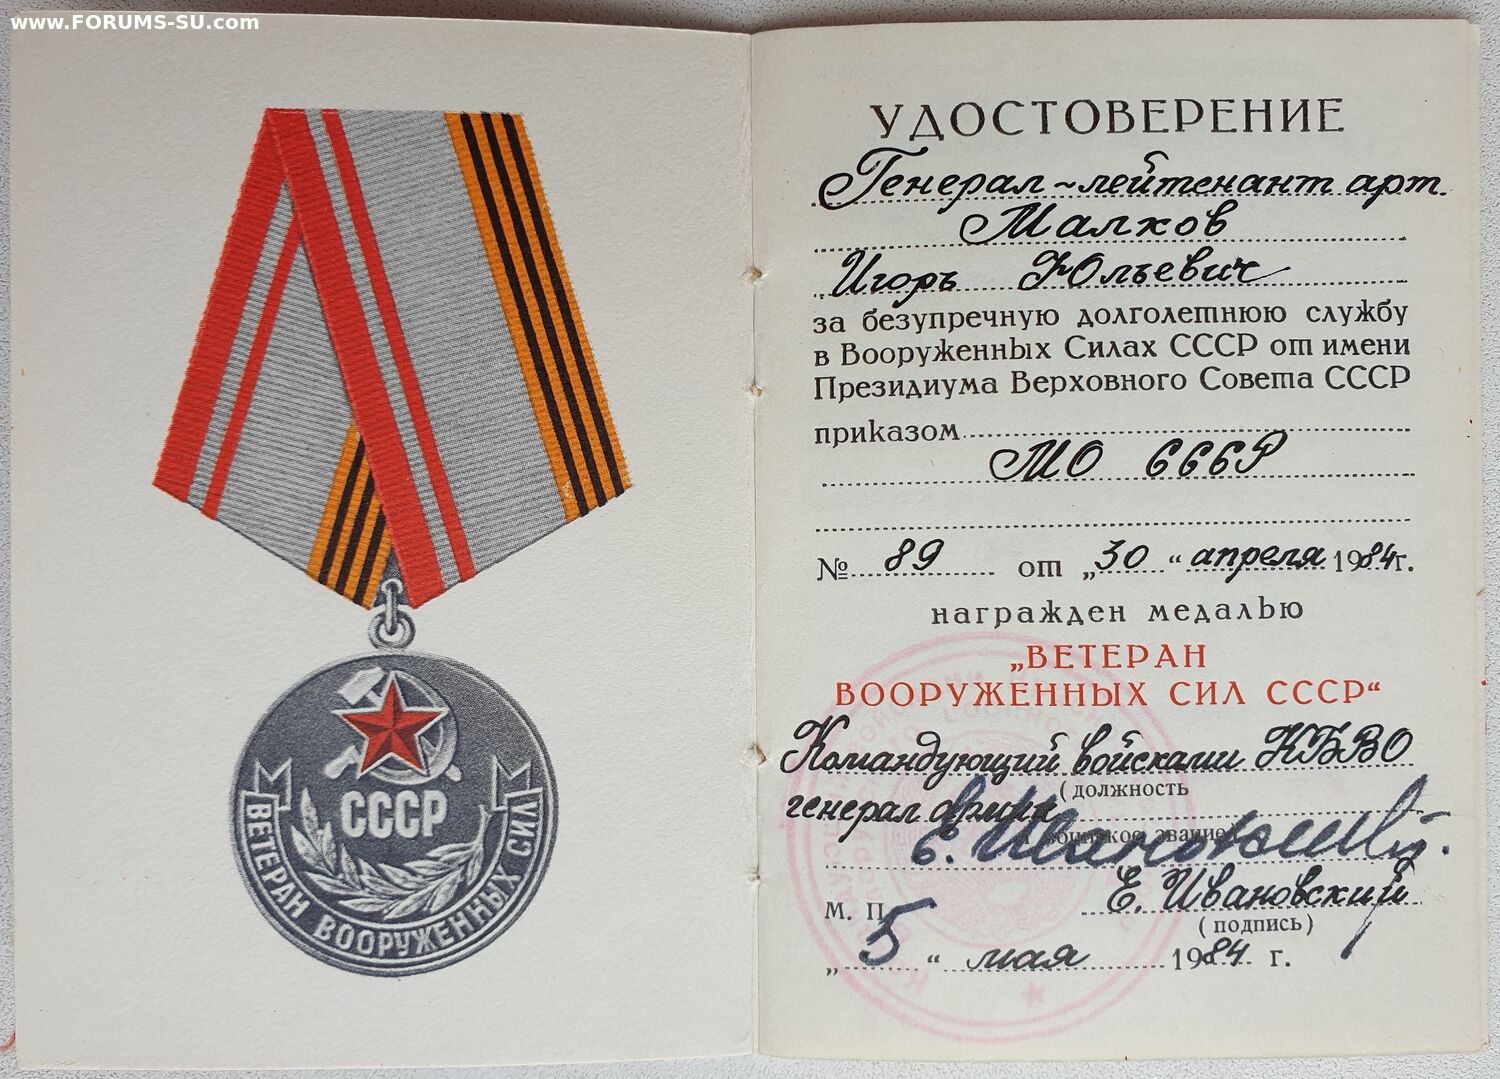 www.FORUMS-SU.com
СССР
ВЕТЕРАН ВООРУЖЕННЫХ СИЛ
УДОСТОВЕРЕНИЕ
Генерал-лейтенант арт.
Малков
Игорь Юльевич
за безупречную долголетнюю службу
в Вооруженных Силах СССР от имени
Президиума Верховного Совета СССР
приказом
МО СССР
№ 89 от „30“ апреля 1984г.
награжден медалью
„ВЕТЕРАН
ВООРУЖЕННЫХ СИЛ СССР“
Командующий войсками КБВО
(должность
генерал армии
воинское звание)
Е. Ивановский
М. П.
Е. Ивановский
(подпись)
„5“ мая 1984 г.